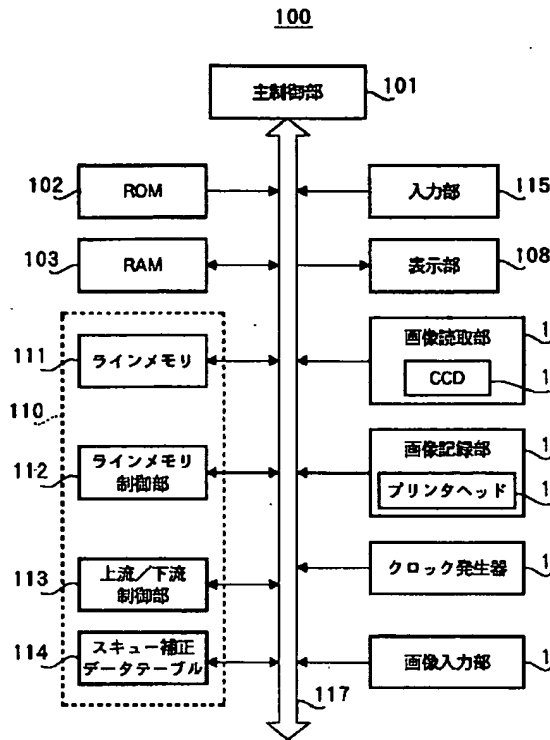 100
主制御部
101
102
ROM
入力部
115
103
RAM
表示部
108
111
ラインメモリ
画像読取部
CCD
110
112
ラインメモリ
制御部
画像記録部
プリンタヘッド
113
上流／下流
制御部
クロック発生器
114
スキュー補正
データテーブル
画像入力部
117